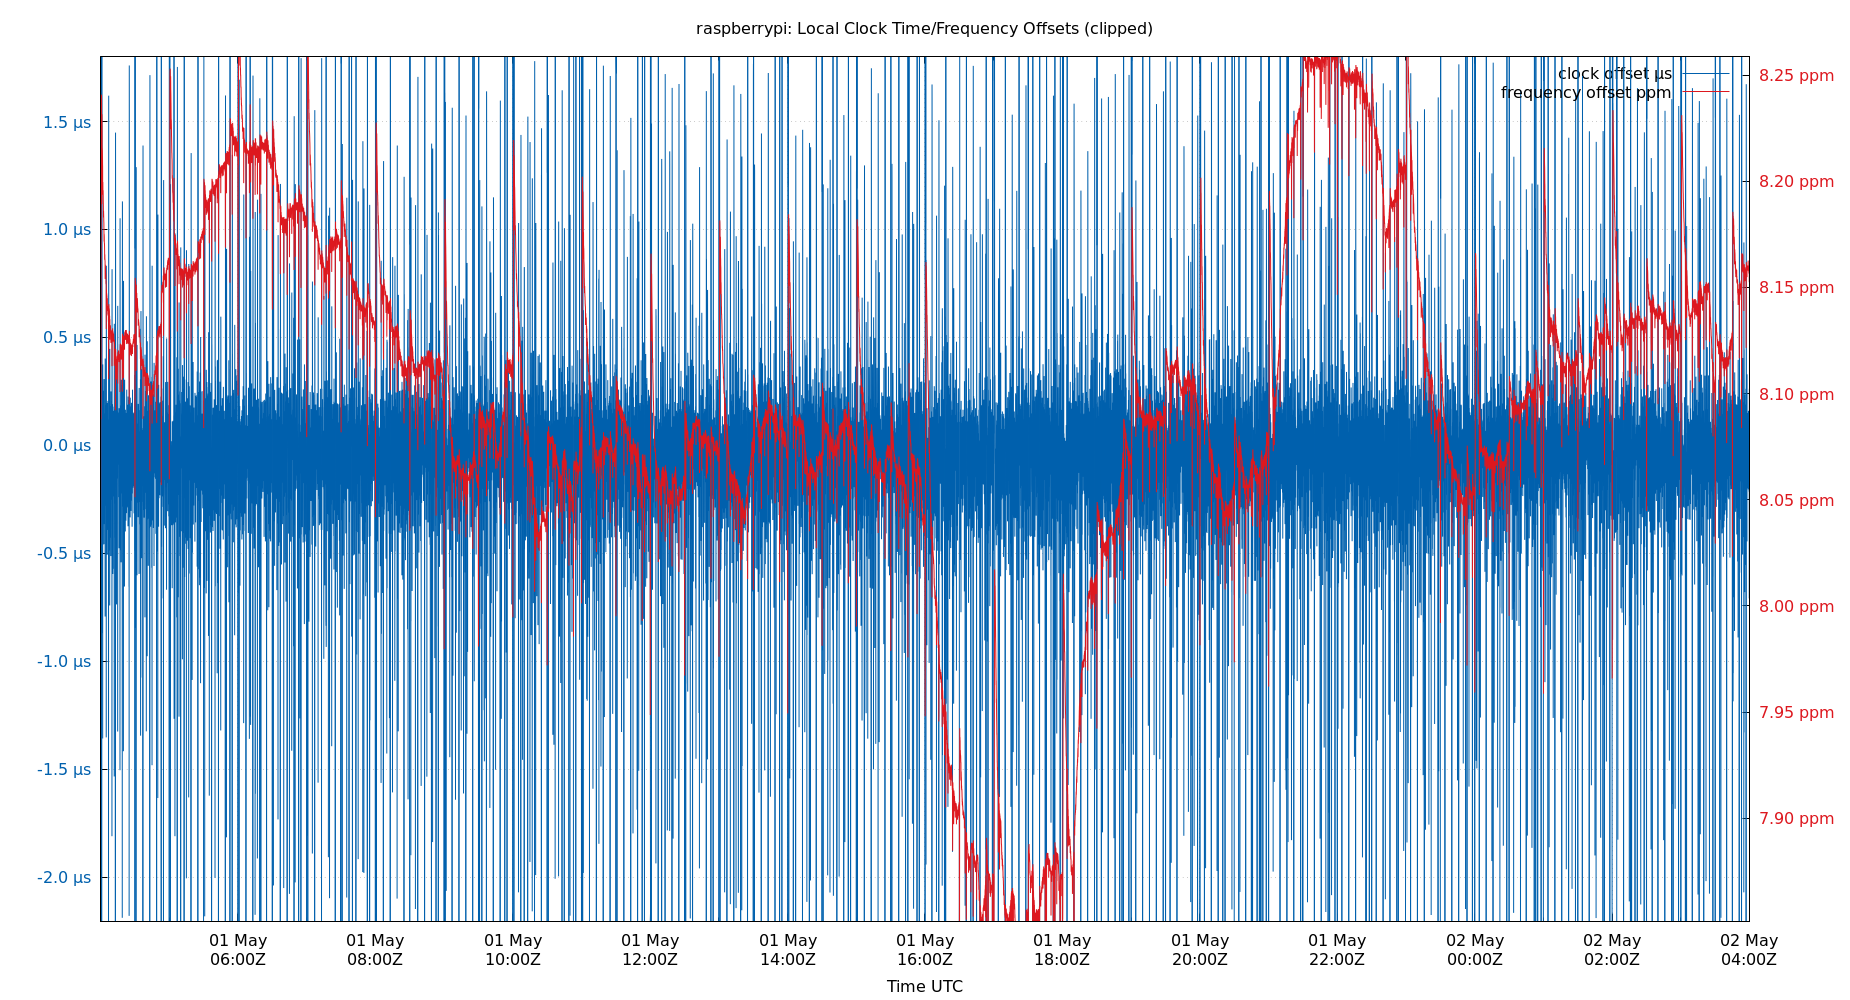 raspberrypi: Local Clock Time/Frequency Offsets (clipped)
clock offset µs
frequency offset ppm
1.5 µs
1.0 µs
0.5 µs
0.0 µs
-0.5 µs
-1.0 µs
-1.5 µs
-2.0 µs
8.25 ppm
8.20 ppm
8.15 ppm
8.10 ppm
8.05 ppm
8.00 ppm
7.95 ppm
7.90 ppm
01 May 01 May 01 May 01 May 01 May 01 May 01 May 01 May 01 May 02 May 02 May 02 May
06:00Z 08:00Z 10:00Z 12:00Z 14:00Z 16:00Z 18:00Z 20:00Z 22:00Z 00:00Z 02:00Z 04:00Z
Time UTC